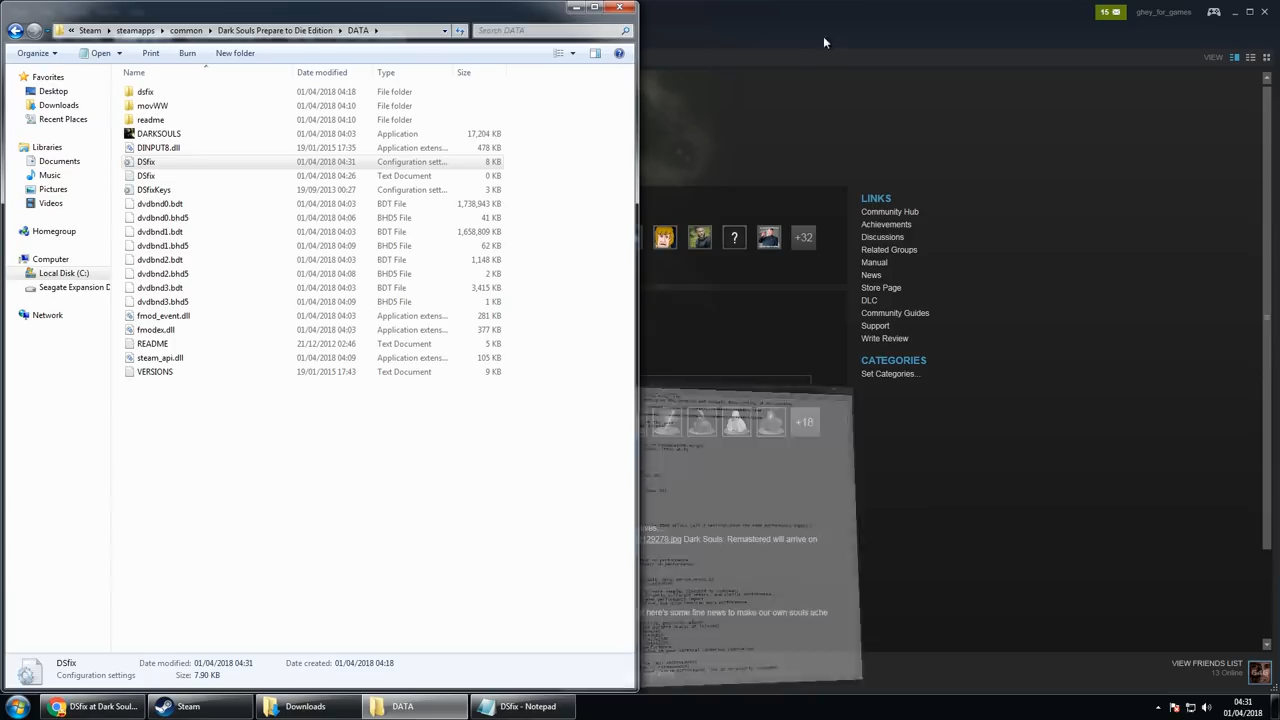 15
ghey_for_games
« Steam ▸ steamapps ▸ common ▸ Dark Souls Prepare to Die Edition ▸ DATA ▸
Search DATA
Organize Open Print Burn New folder
VIEW
Name Date modified Type Size
Favorites
Desktop
Downloads
Recent Places
Libraries
Documents
Music
Pictures
Videos
Homegroup
Computer
Local Disk (C:)
Seagate Expansion D
Network
dsfix 01/04/2018 04:18 File folder
movWW 01/04/2018 04:10 File folder
readme 01/04/2018 04:10 File folder
DARKSOULS 01/04/2018 04:03 Application 17,204 KB
DINPUT8.dll 19/01/2015 17:35 Application extens... 478 KB
DSfix 01/04/2018 04:31 Configuration sett... 8 KB
DSfix 01/04/2018 04:26 Text Document 0 KB
DSfixKeys 19/09/2013 00:27 Configuration sett... 3 KB
dvdbnd0.bdt 01/04/2018 04:03 BDT File 1,738,943 KB
dvdbnd0.bhd5 01/04/2018 04:06 BHD5 File 41 KB
dvdbnd1.bdt 01/04/2018 04:03 BDT File 1,658,809 KB
dvdbnd1.bhd5 01/04/2018 04:06 BHD5 File 62 KB
dvdbnd2.bdt 01/04/2018 04:03 BDT File 1,148 KB
dvdbnd2.bhd5 01/04/2018 04:08 BHD5 File 2 KB
dvdbnd3.bdt 01/04/2018 04:03 BDT File 3,415 KB
dvdbnd3.bhd5 01/04/2018 04:09 BHD5 File 1 KB
fmod_event.dll 01/04/2018 04:03 Application extens... 281 KB
fmodex.dll 01/04/2018 04:03 Application extens... 377 KB
README 21/12/2012 02:46 Text Document 5 KB
steam_api.dll 01/04/2018 04:09 Application extens... 105 KB
VERSIONS 19/01/2015 17:43 Text Document 9 KB
+32
LINKS
Community Hub
Achievements
Discussions
Related Groups
Manual
News
Store Page
DLC
Community Guides
Support
Write Review
CATEGORIES
Set Categories...
+18
129278.jpg Dark Souls: Remastered will arrive on
here's some fine news to make our own souls ache
DSfix Date modified: 01/04/2018 04:31 Date created: 01/04/2018 04:18
Configuration settings Size: 7.90 KB
VIEW FRIENDS LIST
13 Online
DSfix at Dark Soul...
Steam
Downloads
DATA
DSfix - Notepad
04:31
01/04/2018